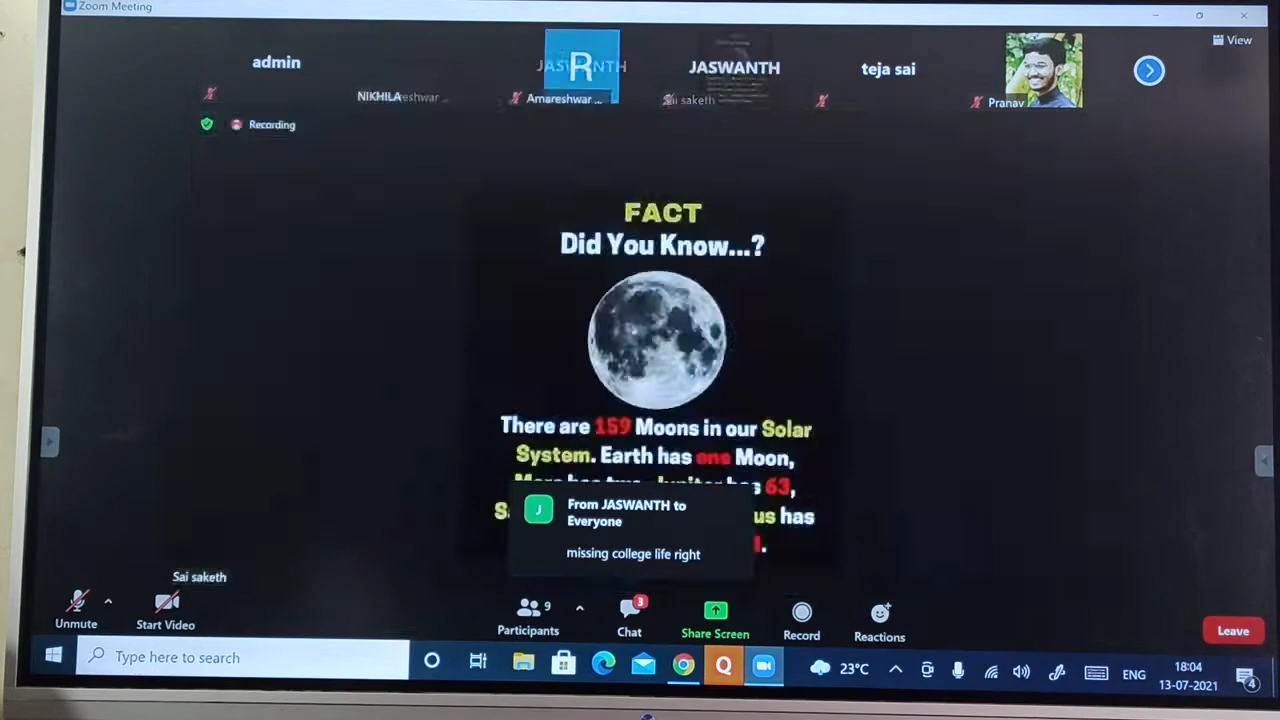 Zoom Meeting
View
admin
R
JASWANTH
JASWANTH
teja sai
NIKHILA
Amareshwar ...
saketh
Pranav
Recording
FACT
Did You Know...?
There are 159 Moons in our Solar
System. Earth has one Moon,
has 63,
us has
J
From JASWANTH to
Everyone
missing college life right
Sai saketh
Unmute
Start Video
9
Participants
3
Chat
Share Screen
Record
Reactions
Leave
Type here to search
Q
23°C
ENG
18:04
13-07-2021
4